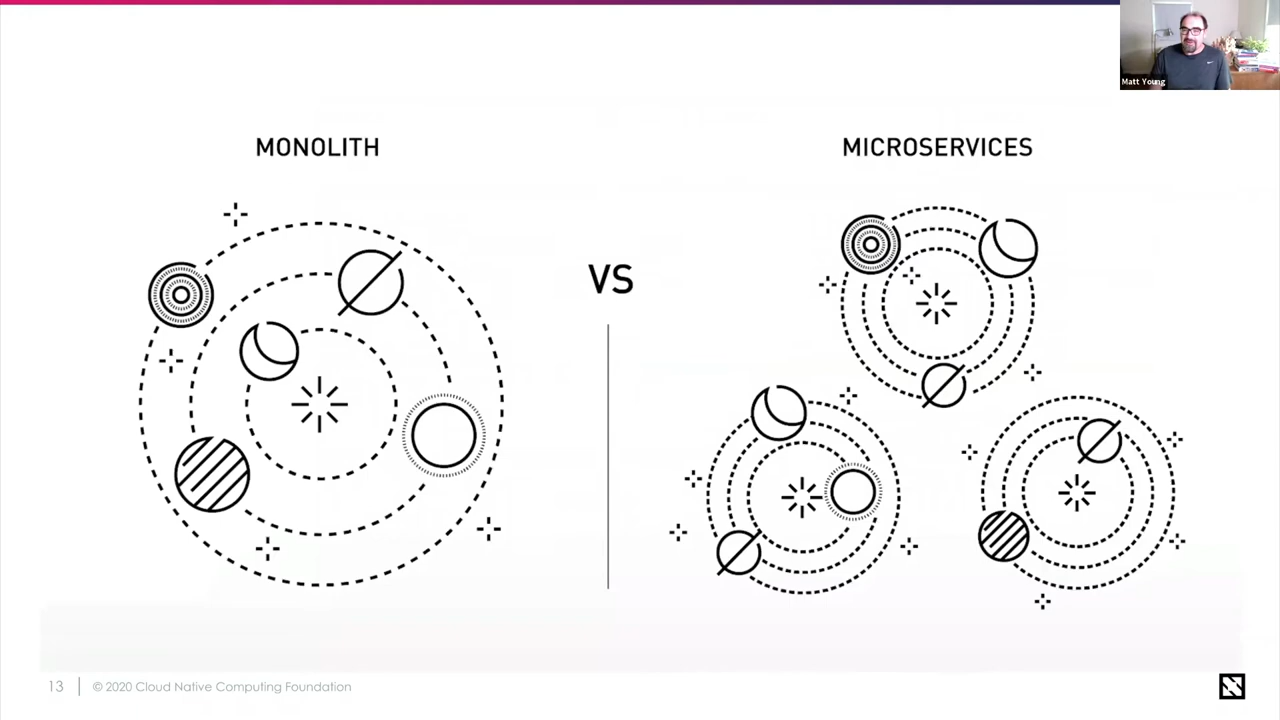 Matt Young
MONOLITH
MICROSERVICES
VS
13
© 2020 Cloud Native Computing Foundation